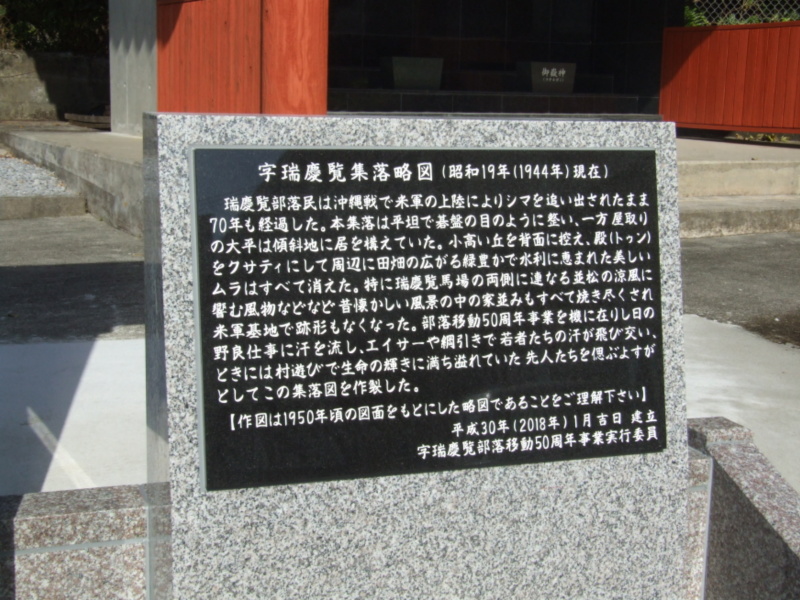 御嶽神
字瑞慶覧集落略図(昭和19年(1944年)現在)
瑞慶覧部落民は沖縄戦で米軍の上陸によりシマを追い出されたまま
70年も経過した。本集落は平坦で碁盤の目のように整い、一方屋取り
の大平は傾斜地に居を構えていた。小高い丘を背面に控え、殿(トゥン)
をクサティにして周辺に田畑の広がる緑豊かで水利に恵まれた美しい
ムラはすべて消えた。特に瑞慶覧馬場の両側に連なる並松の涼風に
響む風物などなど昔懐かしい風景の中の家並みもすべて焼き尽くされ
米軍基地で跡形もなくなった。部落移動50周年事業を機に在りし日の
野良仕事に汗を流し、エイサーや綱引きで若者たちの汗が飛び交い、
ときには村遊びで生命の輝きに満ち溢れていた先人たちを偲ぶよすが
としてこの集落図を作製した。
【作図は1950年頃の図面をもとにした略図であることをご理解下さい】
平成30年(2018年)1月吉日 建立
字瑞慶覧部落移動50周年事業実行委員